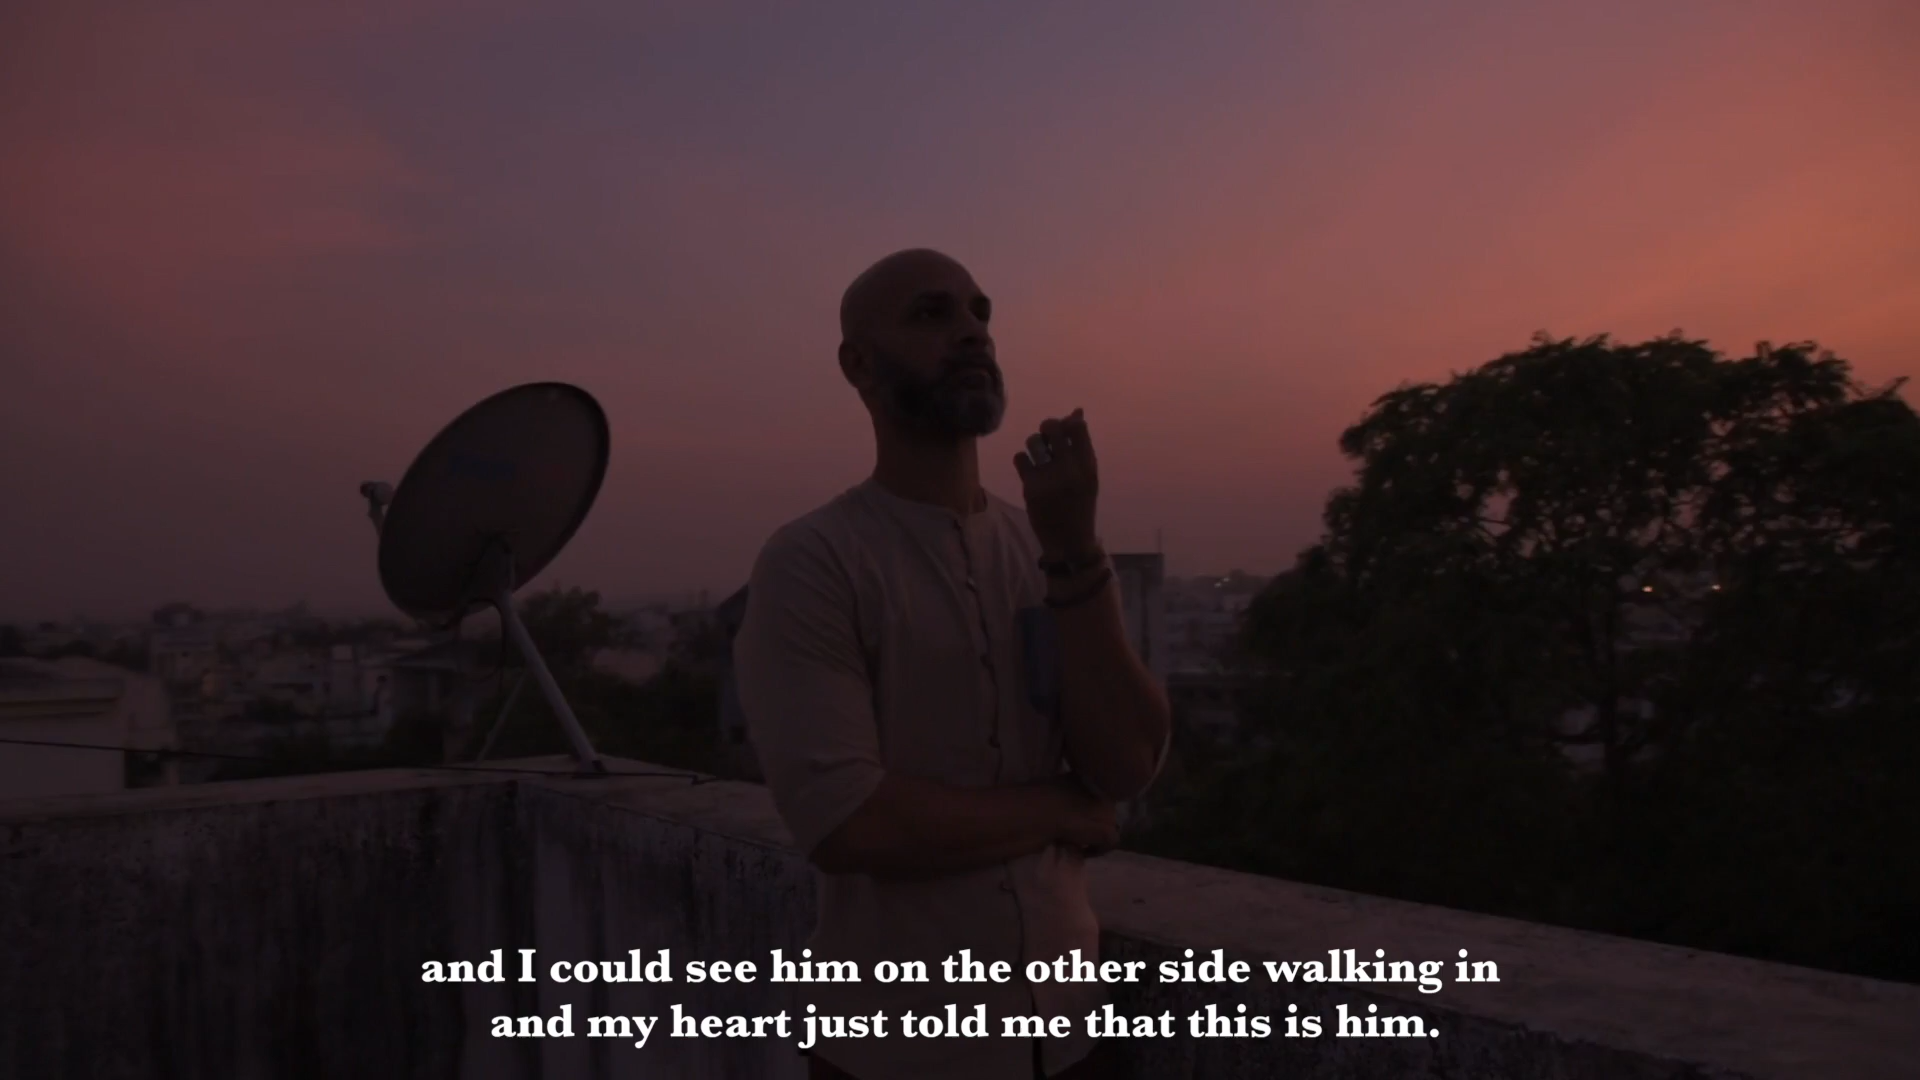 and I could see him on the other side walking in
and my heart just told me that this is him.